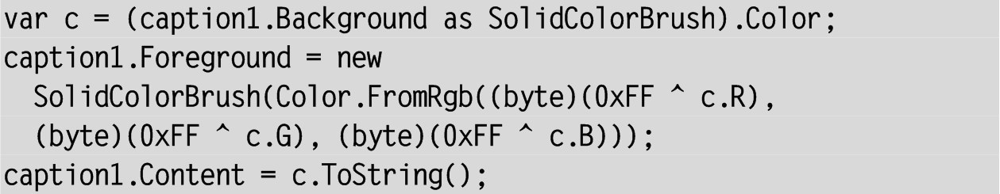 var c = (caption1.Background as SolidColorBrush).Color;
caption1.Foreground = new
  SolidColorBrush(Color.FromRgb((byte)(0xFF ^ c.R),
  (byte)(0xFF ^ c.G), (byte)(0xFF ^ c.B)));
caption1.Content = c.ToString();